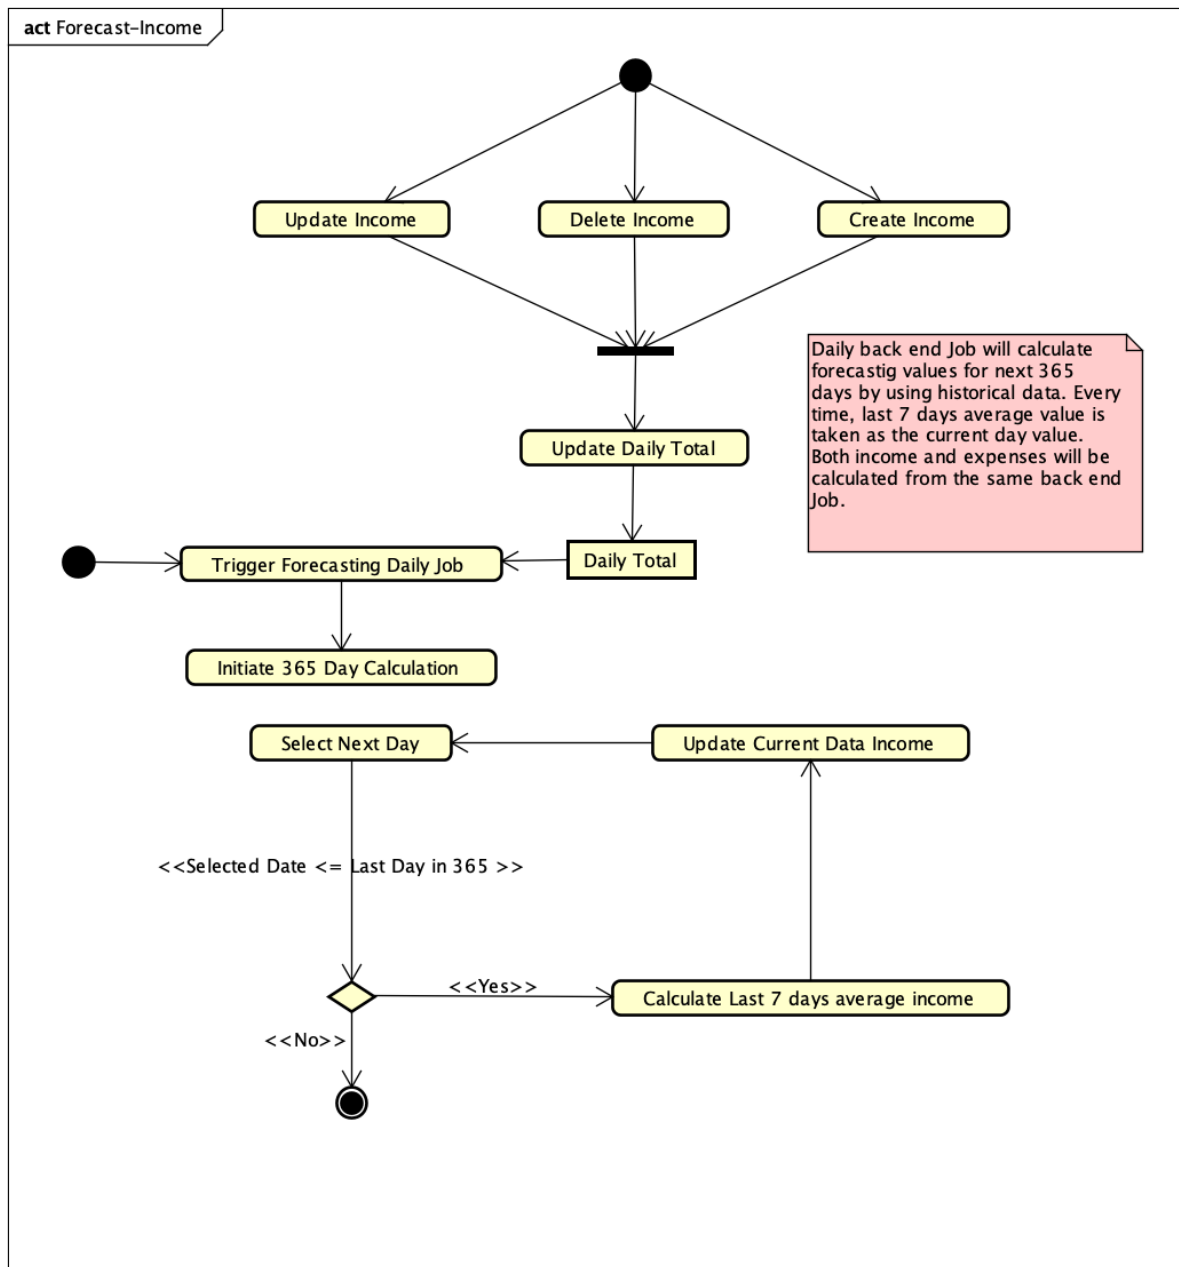 act Forecast-Income
Update Income
Delete Income
Create Income
Daily back end Job will calculate
forecastig values for next 365
days by using historical data. Every
time, last 7 days average value is
taken as the current day value.
Both income and expenses will be
calculated from the same back end
Job.
Update Daily Total
Trigger Forecasting Daily Job
Daily Total
Initiate 365 Day Calculation
Select Next Day
Update Current Data Income
<<Selected Date <= Last Day in 365 >>
<<Yes>>
Calculate Last 7 days average income
<<No>>